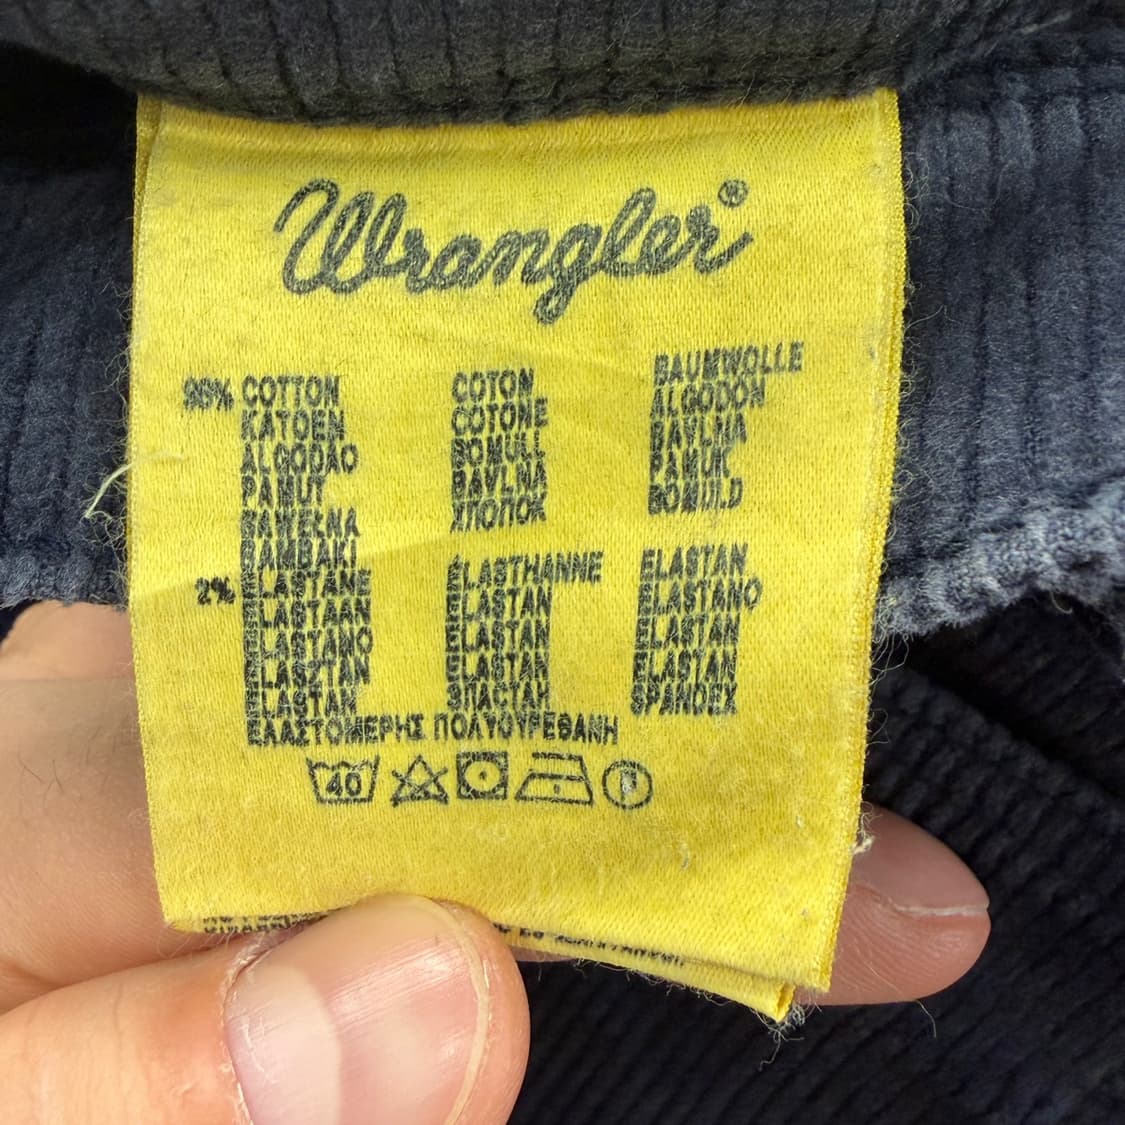 Wrangler®
98% COTTON COTON BAUMWOLLE
KATOEN COTONE ALGODON
ALGODAO BOMULL BAVLNA
PAMUT BAVLNA PAMUK
BAWEŁNA ХЛОПОК BOMULD
BAMBAKI
2% ELASTANE ÉLASTHANNE ELASTAN
ELASTAAN ELASTAN ELASTANO
ELASTANO ELASTAN ELASTAN
ELASZTAN ELASTAN ELASTAN
ELASTAN ЭЛАСТАН SPANDEX
ΕΛΑΣΤΟΜΕΡΗΣ ΠΟΛΥΟΥΡΕΘΑΝΗ
40 P